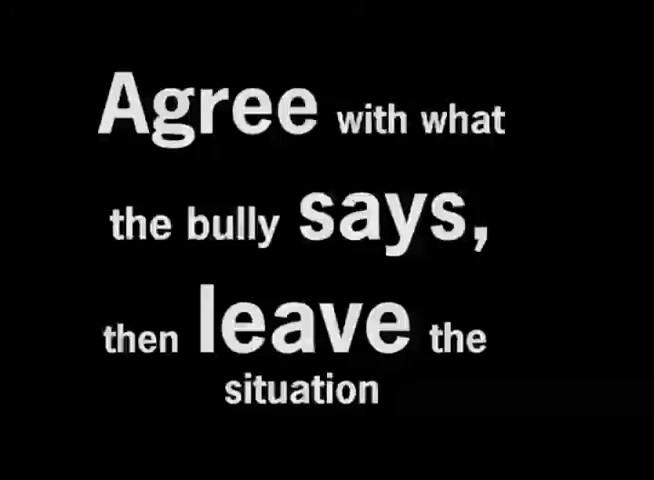 Agree with what
the bully says,
then leave the
situation